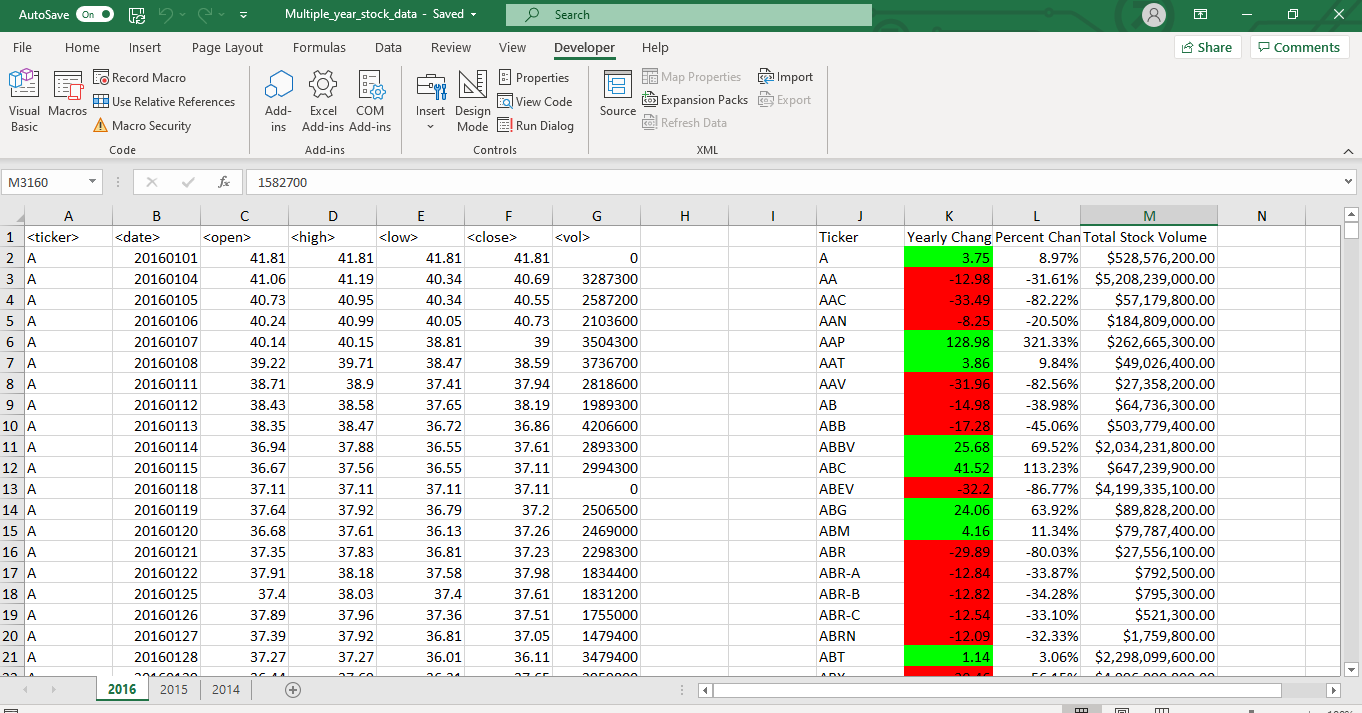 AutoSave On Multiple_year_stock_data - Saved Search
File Home Insert Page Layout Formulas Data Review View Developer Help Share Comments
Visual Basic
Macros
Record Macro
Use Relative References
Macro Security
Code
Add-ins
Excel Add-ins
COM Add-ins
Add-ins
Insert
Design Mode
Properties
View Code
Run Dialog
Controls
Source
Map Properties
Expansion Packs
Refresh Data
Import
Export
XML
M3160 fx 1582700
A B C D E F G H I J K L M N
1 <ticker> <date> <open> <high> <low> <close> <vol> Ticker Yearly Chang Percent Chan Total Stock Volume
2 A 20160101 41.81 41.81 41.81 41.81 0 A 3.75 8.97% $528,576,200.00
3 A 20160104 41.06 41.19 40.34 40.69 3287300 AA -12.98 -31.61% $5,208,239,000.00
4 A 20160105 40.73 40.95 40.34 40.55 2587200 AAC -33.49 -82.22% $57,179,800.00
5 A 20160106 40.24 40.99 40.05 40.73 2103600 AAN -8.25 -20.50% $184,809,000.00
6 A 20160107 40.14 40.15 38.81 39 3504300 AAP 128.98 321.33% $262,665,300.00
7 A 20160108 39.22 39.71 38.47 38.59 3736700 AAT 3.86 9.84% $49,026,400.00
8 A 20160111 38.71 38.9 37.41 37.94 2818600 AAV -31.96 -82.56% $27,358,200.00
9 A 20160112 38.43 38.58 37.65 38.19 1989300 AB -14.98 -38.98% $64,736,300.00
10 A 20160113 38.35 38.47 36.72 36.86 4206600 ABB -17.28 -45.06% $503,779,400.00
11 A 20160114 36.94 37.88 36.55 37.61 2893300 ABBV 25.68 69.52% $2,034,231,800.00
12 A 20160115 36.67 37.56 36.55 37.11 2994300 ABC 41.52 113.23% $647,239,900.00
13 A 20160118 37.11 37.11 37.11 37.11 0 ABEV -32.2 -86.77% $4,199,335,100.00
14 A 20160119 37.64 37.92 36.79 37.2 2506500 ABG 24.06 63.92% $89,828,200.00
15 A 20160120 36.68 37.61 36.13 37.26 2469000 ABM 4.16 11.34% $79,787,400.00
16 A 20160121 37.35 37.83 36.81 37.23 2298300 ABR -29.89 -80.03% $27,556,100.00
17 A 20160122 37.91 38.18 37.58 37.98 1834400 ABR-A -12.84 -33.87% $792,500.00
18 A 20160125 37.4 38.03 37.4 37.61 1831200 ABR-B -12.82 -34.28% $795,300.00
19 A 20160126 37.89 37.96 37.36 37.51 1755000 ABR-C -12.54 -33.10% $521,300.00
20 A 20160127 37.39 37.92 36.81 37.05 1479400 ABRN -12.09 -32.33% $1,759,800.00
21 A 20160128 37.27 37.27 36.01 36.11 3479400 ABT 1.14 3.06% $2,298,099,600.00
2016 2015 2014